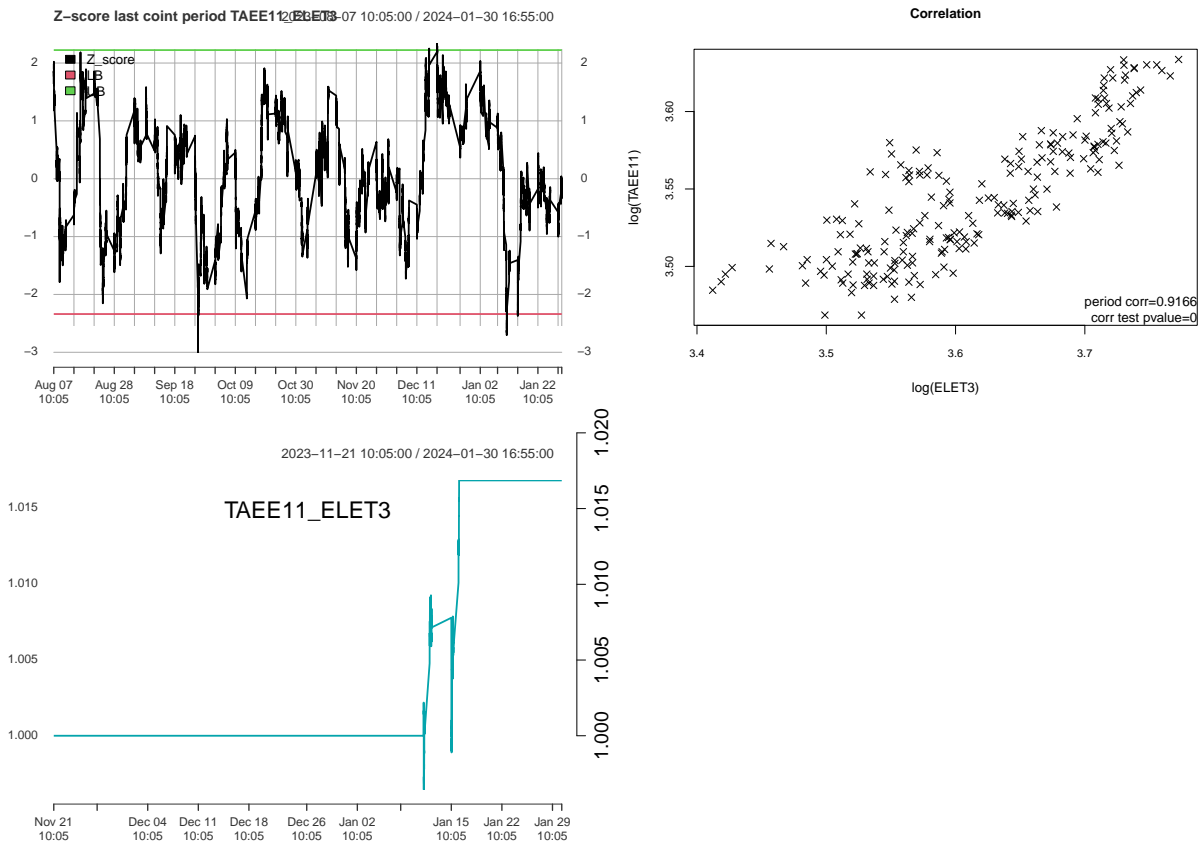 Z−score last coint period TAEE11_ELET3
2023−08−07 10:05:00 / 2024−01−30 16:55:00
Z_score
LB
UB
2
1
0
−1
−2
−3
2
1
0
−1
−2
−3
Aug 07 10:05
Aug 28 10:05
Sep 18 10:05
Oct 09 10:05
Oct 30 10:05
Nov 20 10:05
Dec 11 10:05
Jan 02 10:05
Jan 22 10:05
Correlation
log(TAEE11)
3.60
3.55
3.50
period corr=0.9166
corr test pvalue=0
3.4
3.5
3.6
3.7
log(ELET3)
2023−11−21 10:05:00 / 2024−01−30 16:55:00
TAEE11_ELET3
1.015
1.010
1.005
1.000
1.020
1.015
1.010
1.005
1.000
Nov 21 10:05
Dec 04 10:05
Dec 11 10:05
Dec 18 10:05
Dec 26 10:05
Jan 02 10:05
Jan 15 10:05
Jan 22 10:05
Jan 29 10:05